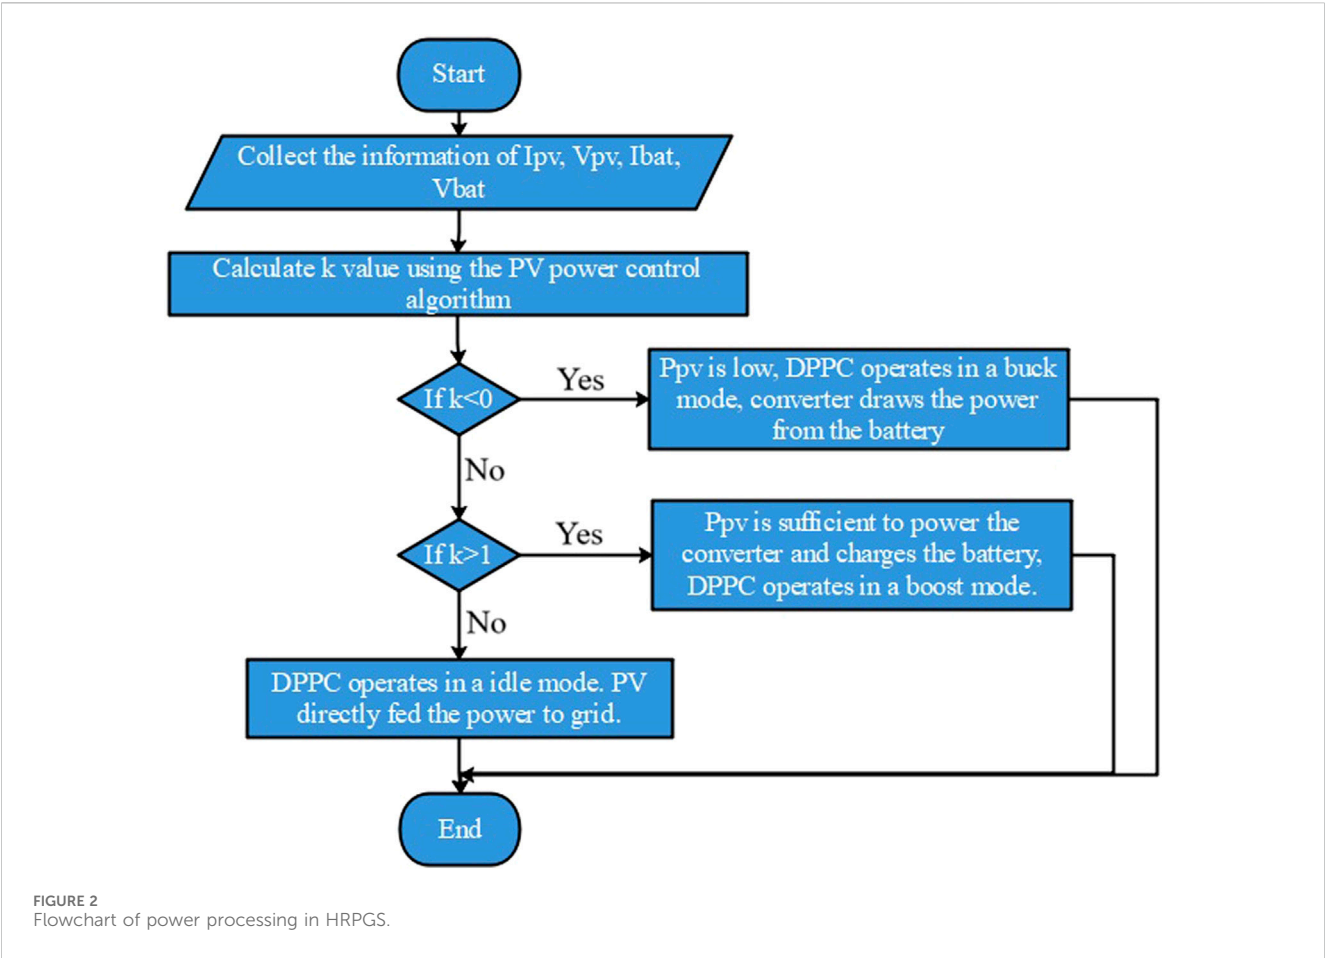 Start
Collect the information of Ipv, Vpv, Ibat,
Vbat
Calculate k value using the PV power control
algorithm
If k<0
Yes
Ppv is low, DPPC operates in a buck
mode, converter draws the power
from the battery
No
If k>1
Yes
Ppv is sufficient to power the
converter and charges the battery,
DPPC operates in a boost mode.
No
DPPC operates in a idle mode. PV
directly fed the power to grid.
End
FIGURE 2
Flowchart of power processing in HRPGS.